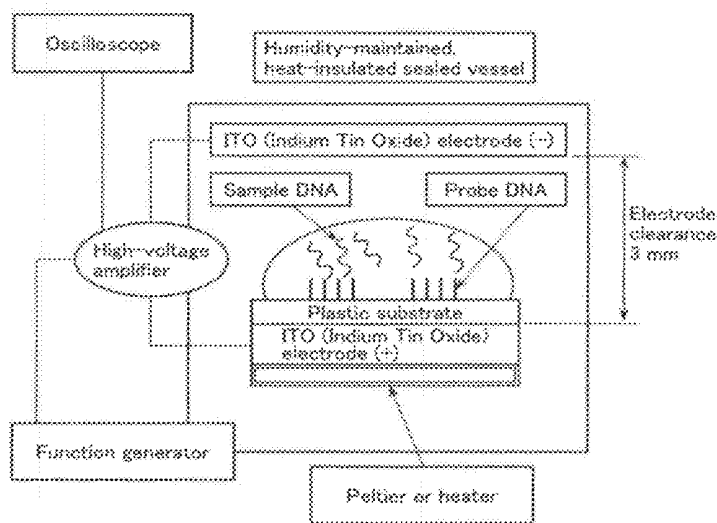 Oscilloscope
Humidity-maintained,
heat-insulated sealed vessel
ITO (Indium Tin Oxide) electrode (-)
Sample DNA
Probe DNA
Electrode
clearance
3 mm
High-voltage
amplifier
Plastic substrate
ITO (Indium Tin Oxide)
electrode (+)
Function generator
Peltier or heater